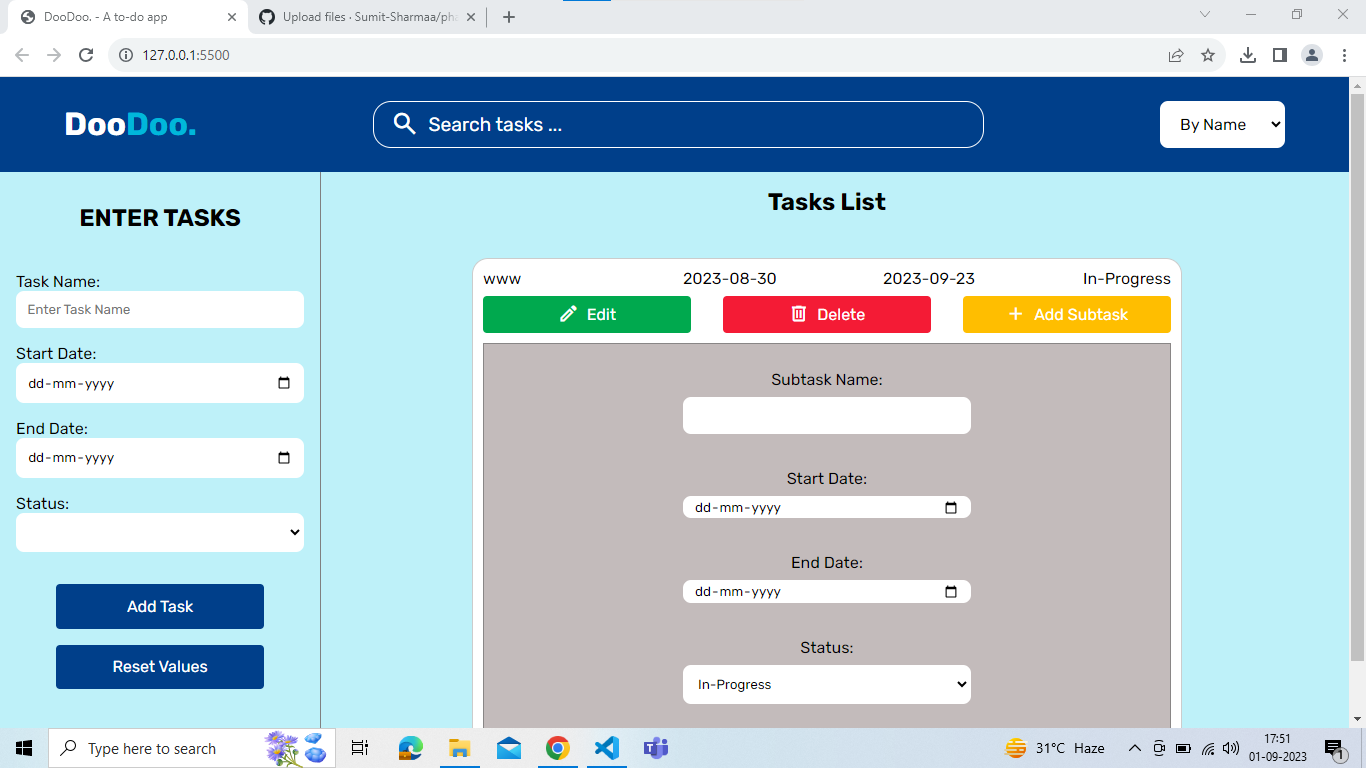 DooDoo. - A to-do app
Upload files · Sumit-Sharmaa/pha
127.0.0.1:5500
DooDoo.
Search tasks ...
By Name
ENTER TASKS
Task Name:
Enter Task Name
Start Date:
dd-mm-yyyy
End Date:
dd-mm-yyyy
Status:
Add Task
Reset Values
Tasks List
www 2023-08-30 2023-09-23 In-Progress
Edit Delete Add Subtask
Subtask Name:
Start Date:
dd-mm-yyyy
End Date:
dd-mm-yyyy
Status:
In-Progress
Type here to search
31°C Haze
17:51
01-09-2023
1